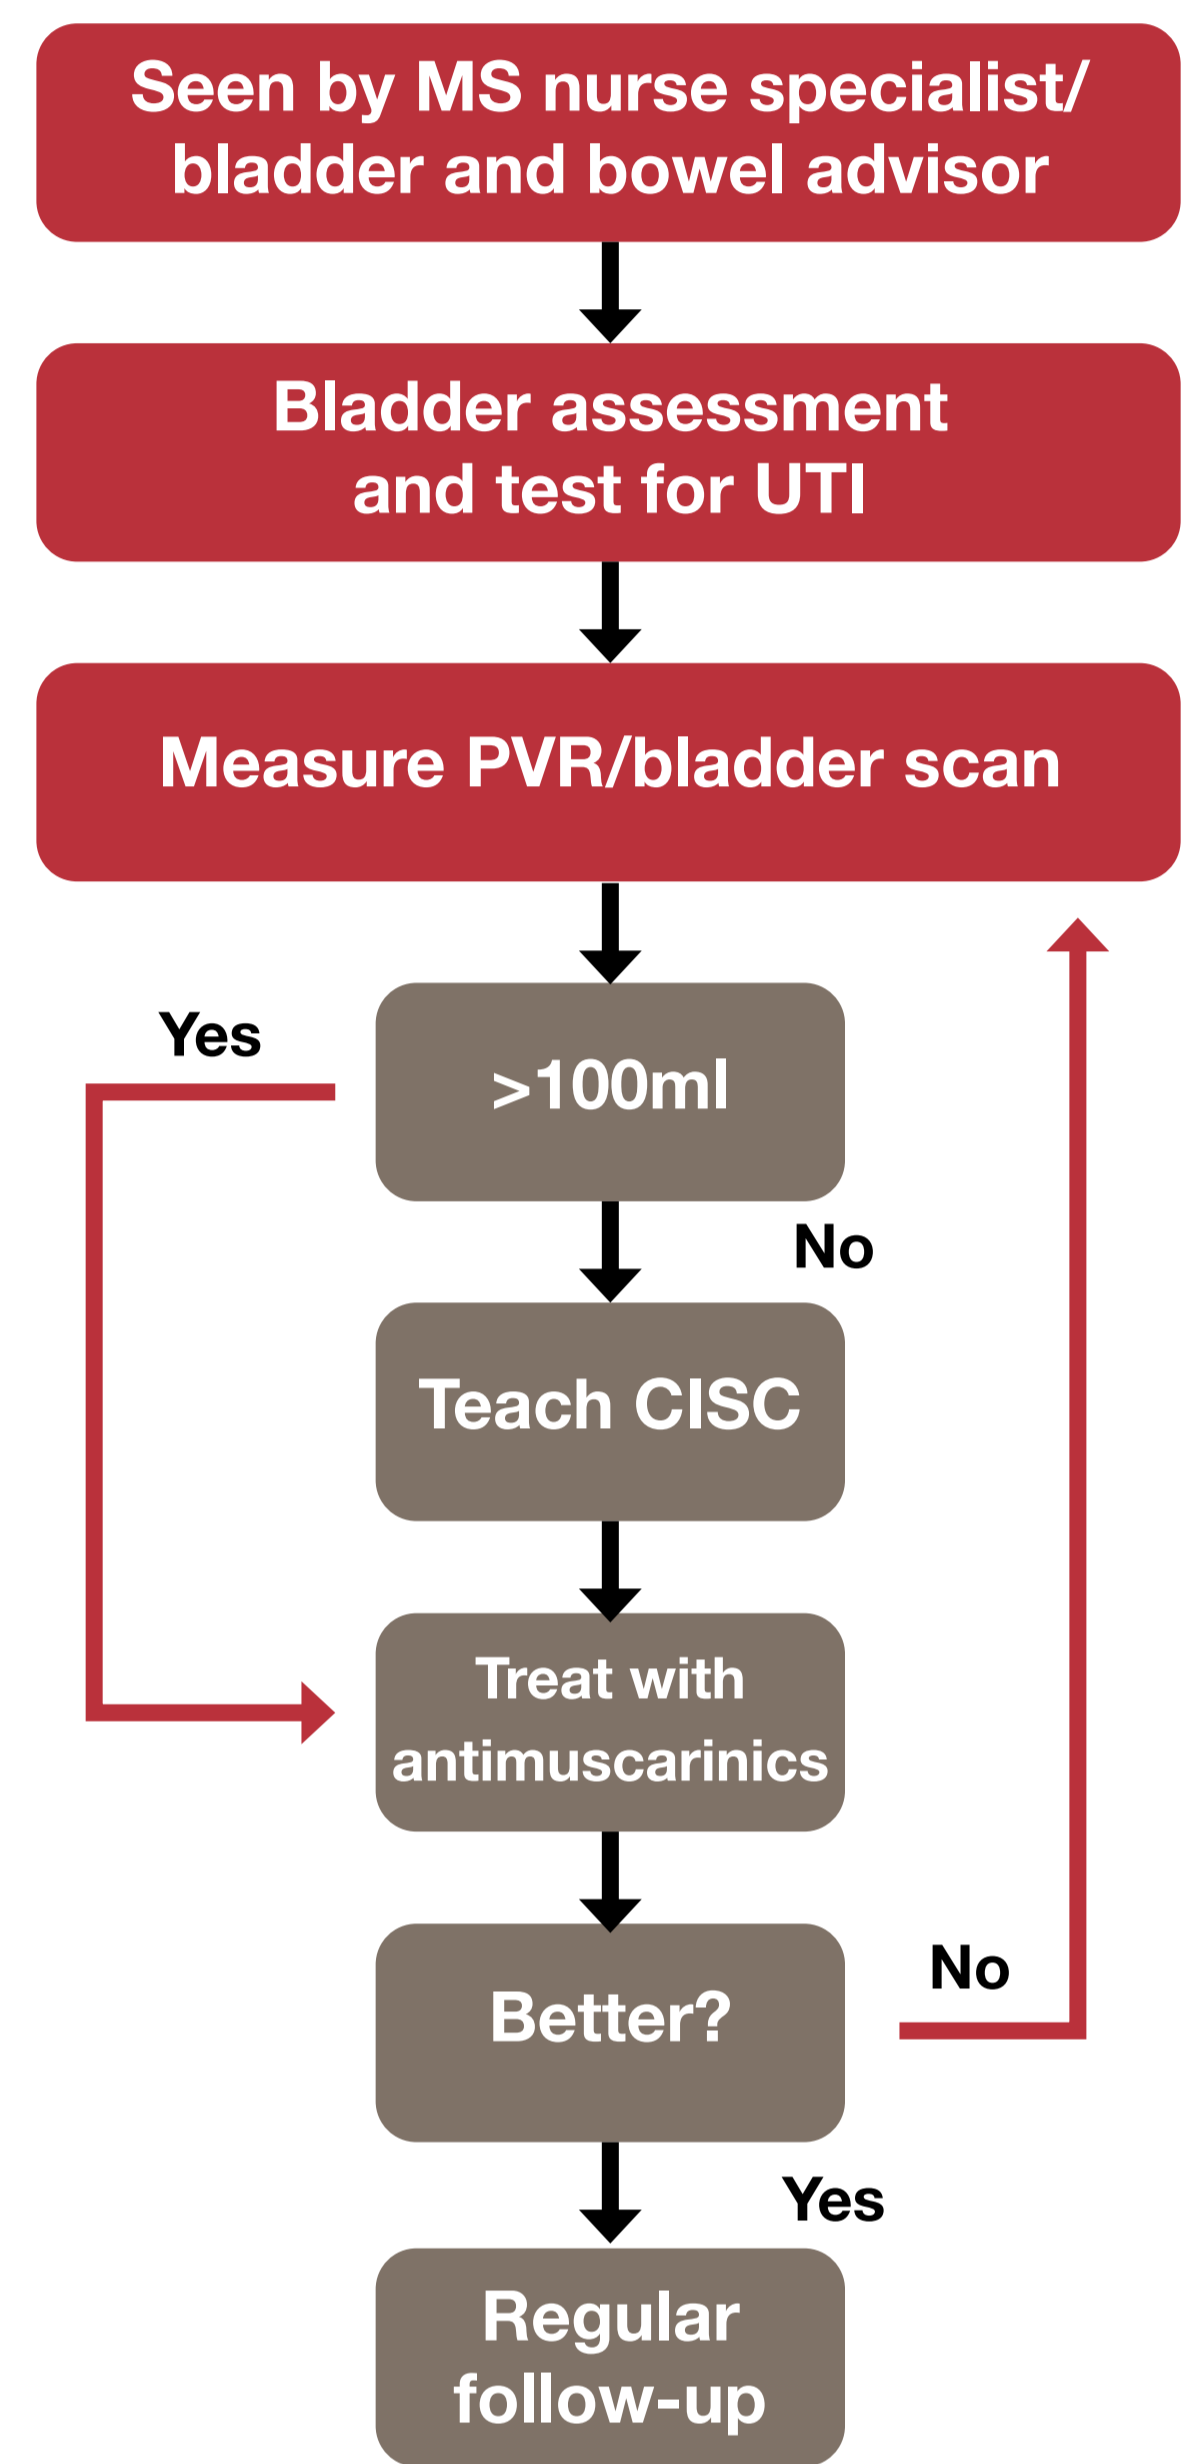 Seen by MS nurse specialist/
bladder and bowel advisor
Bladder assessment
and test for UTI
Measure PVR/bladder scan
Yes
>100ml
No
Teach CISC
Treat with
antimuscarinics
Better?
No
Yes
Regular
follow-up